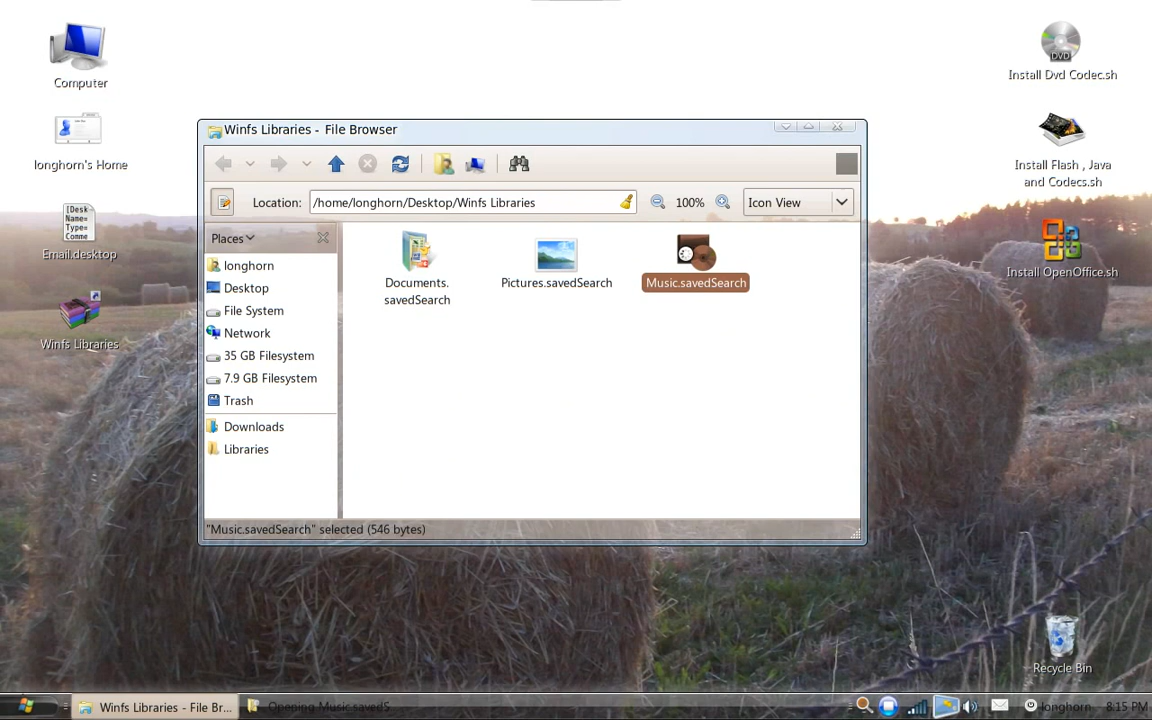 Computer
longhorn's Home
[Desk
Name=
Type=
Comme
Email.desktop
Winfs Libraries
Winfs Libraries - File Browser
Location:
/home/longhorn/Desktop/Winfs Libraries
100%
Icon View
Places
longhorn
Desktop
File System
Network
35 GB Filesystem
7.9 GB Filesystem
Trash
Downloads
Libraries
Documents.
savedSearch
Pictures.savedSearch
Music.savedSearch
"Music.savedSearch" selected (546 bytes)
DVD
Install Dvd Codec.sh
Install Flash , Java
and Codecs.sh
Install OpenOffice.sh
Recycle Bin
Winfs Libraries - File Br...
Opening Music.savedS
longhorn
8:15 PM